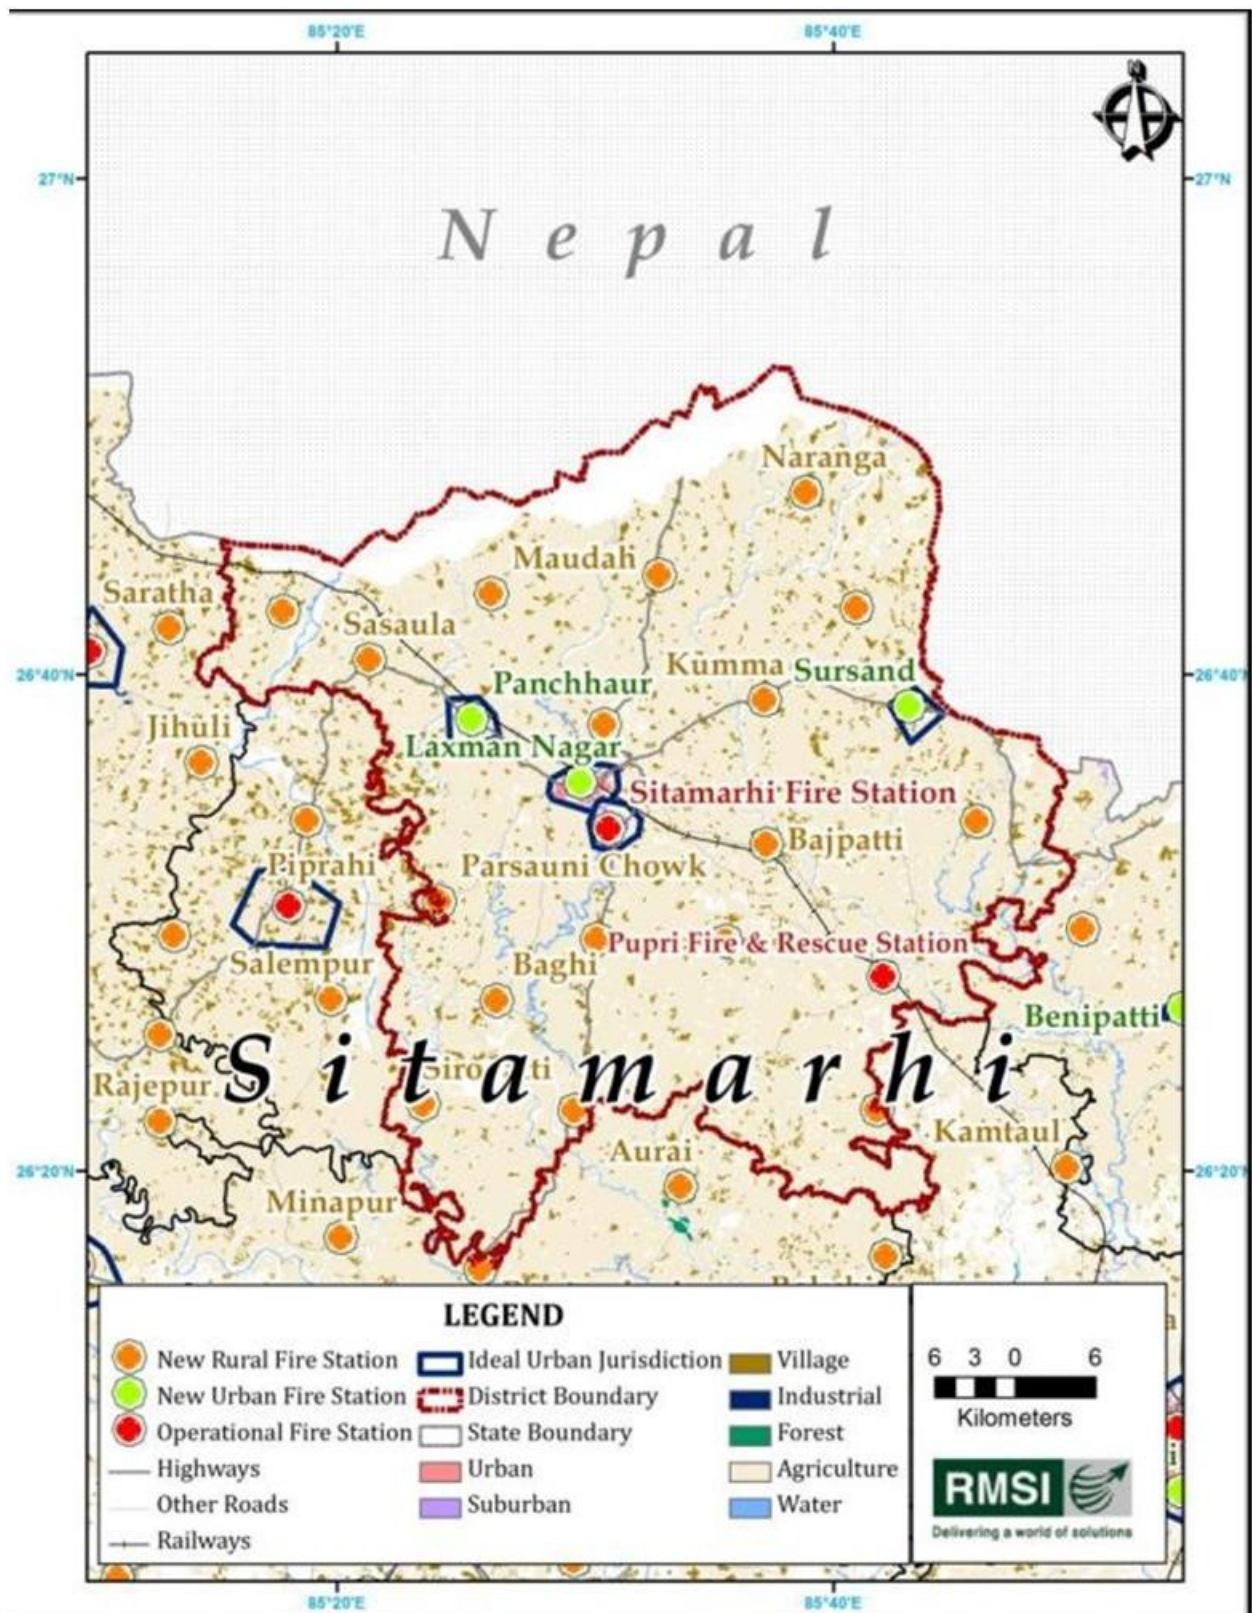 85°20'E 85°40'E
N
27°N 27°N
Nepal
Naranga
Maudah
Saratha
Sasaula
Kumma Sursand
26°40'N 26°40'N
Panchhaur
Jihuli
Laxman Nagar
Sitamarhi Fire Station
Bajpatti
Piprahi Parsauni Chowk
Pupri Fire & Rescue Station
Salempur Baghi
Benipatti
Sitamarhi
Rajepur
Kamtaul
Aurai
26°20'N 26°20'N
Minapur
LEGEND
New Rural Fire Station Ideal Urban Jurisdiction Village
New Urban Fire Station District Boundary Industrial
Operational Fire Station State Boundary Forest
Highways Urban Agriculture
Other Roads Suburban Water
Railways
6 3 0 6
Kilometers
RMSI
Delivering a world of solutions
85°20'E 85°40'E